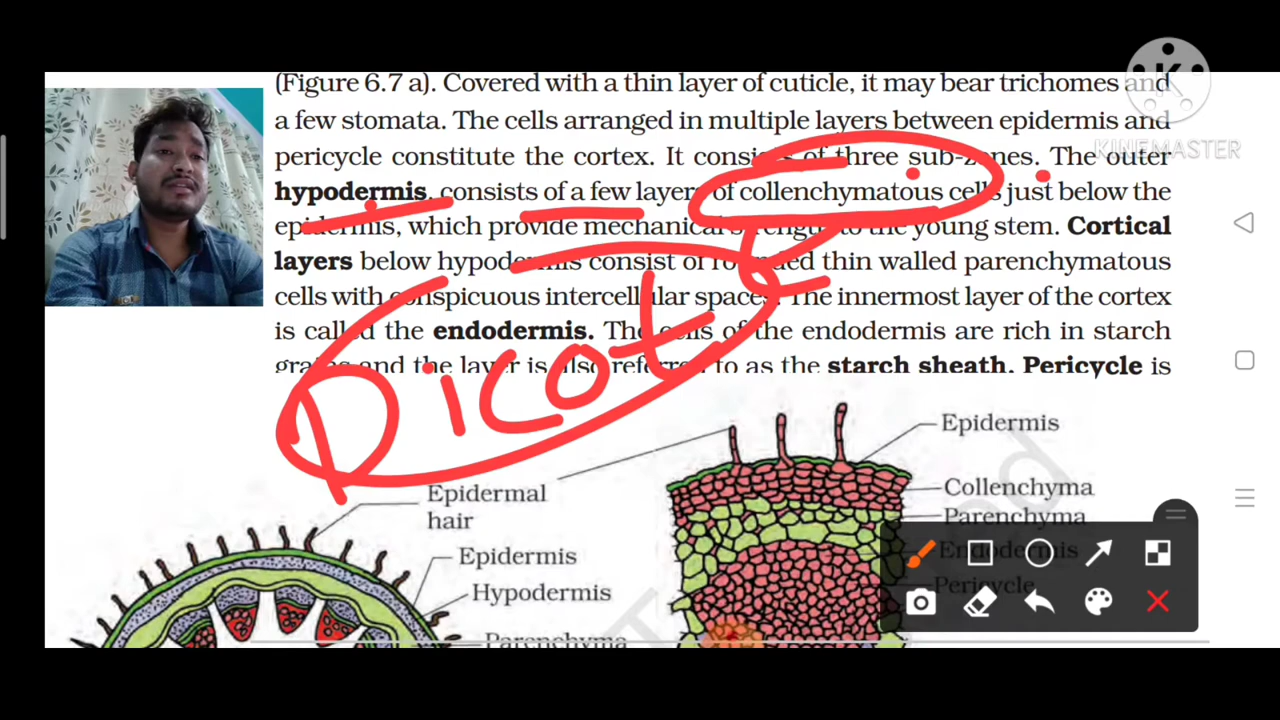 (Figure 6.7 a). Covered with a thin layer of cuticle, it may bear trichomes and
KINEMASTER
a few stomata. The cells arranged in multiple layers between epidermis and
pericycle constitute the cortex. It consists of three sub-zones. The outer
hypodermis, consists of a few layers of collenchymatous cells just below the
epidermis, which provide mechanical strength to the young stem. Cortical
layers below hypodermis consist of rounded thin walled parenchymatous
cells with conspicuous intercellular spaces. The innermost layer of the cortex
is called the endodermis. The cells of the endodermis are rich in starch
grains and the layer is also referred to as the starch sheath. Pericycle is
Dicot
Epidermis
Epidermal
hair
Collenchyma
Parenchyma
Endodermis
Epidermis
Pericycle
Hypodermis
Parenchyma